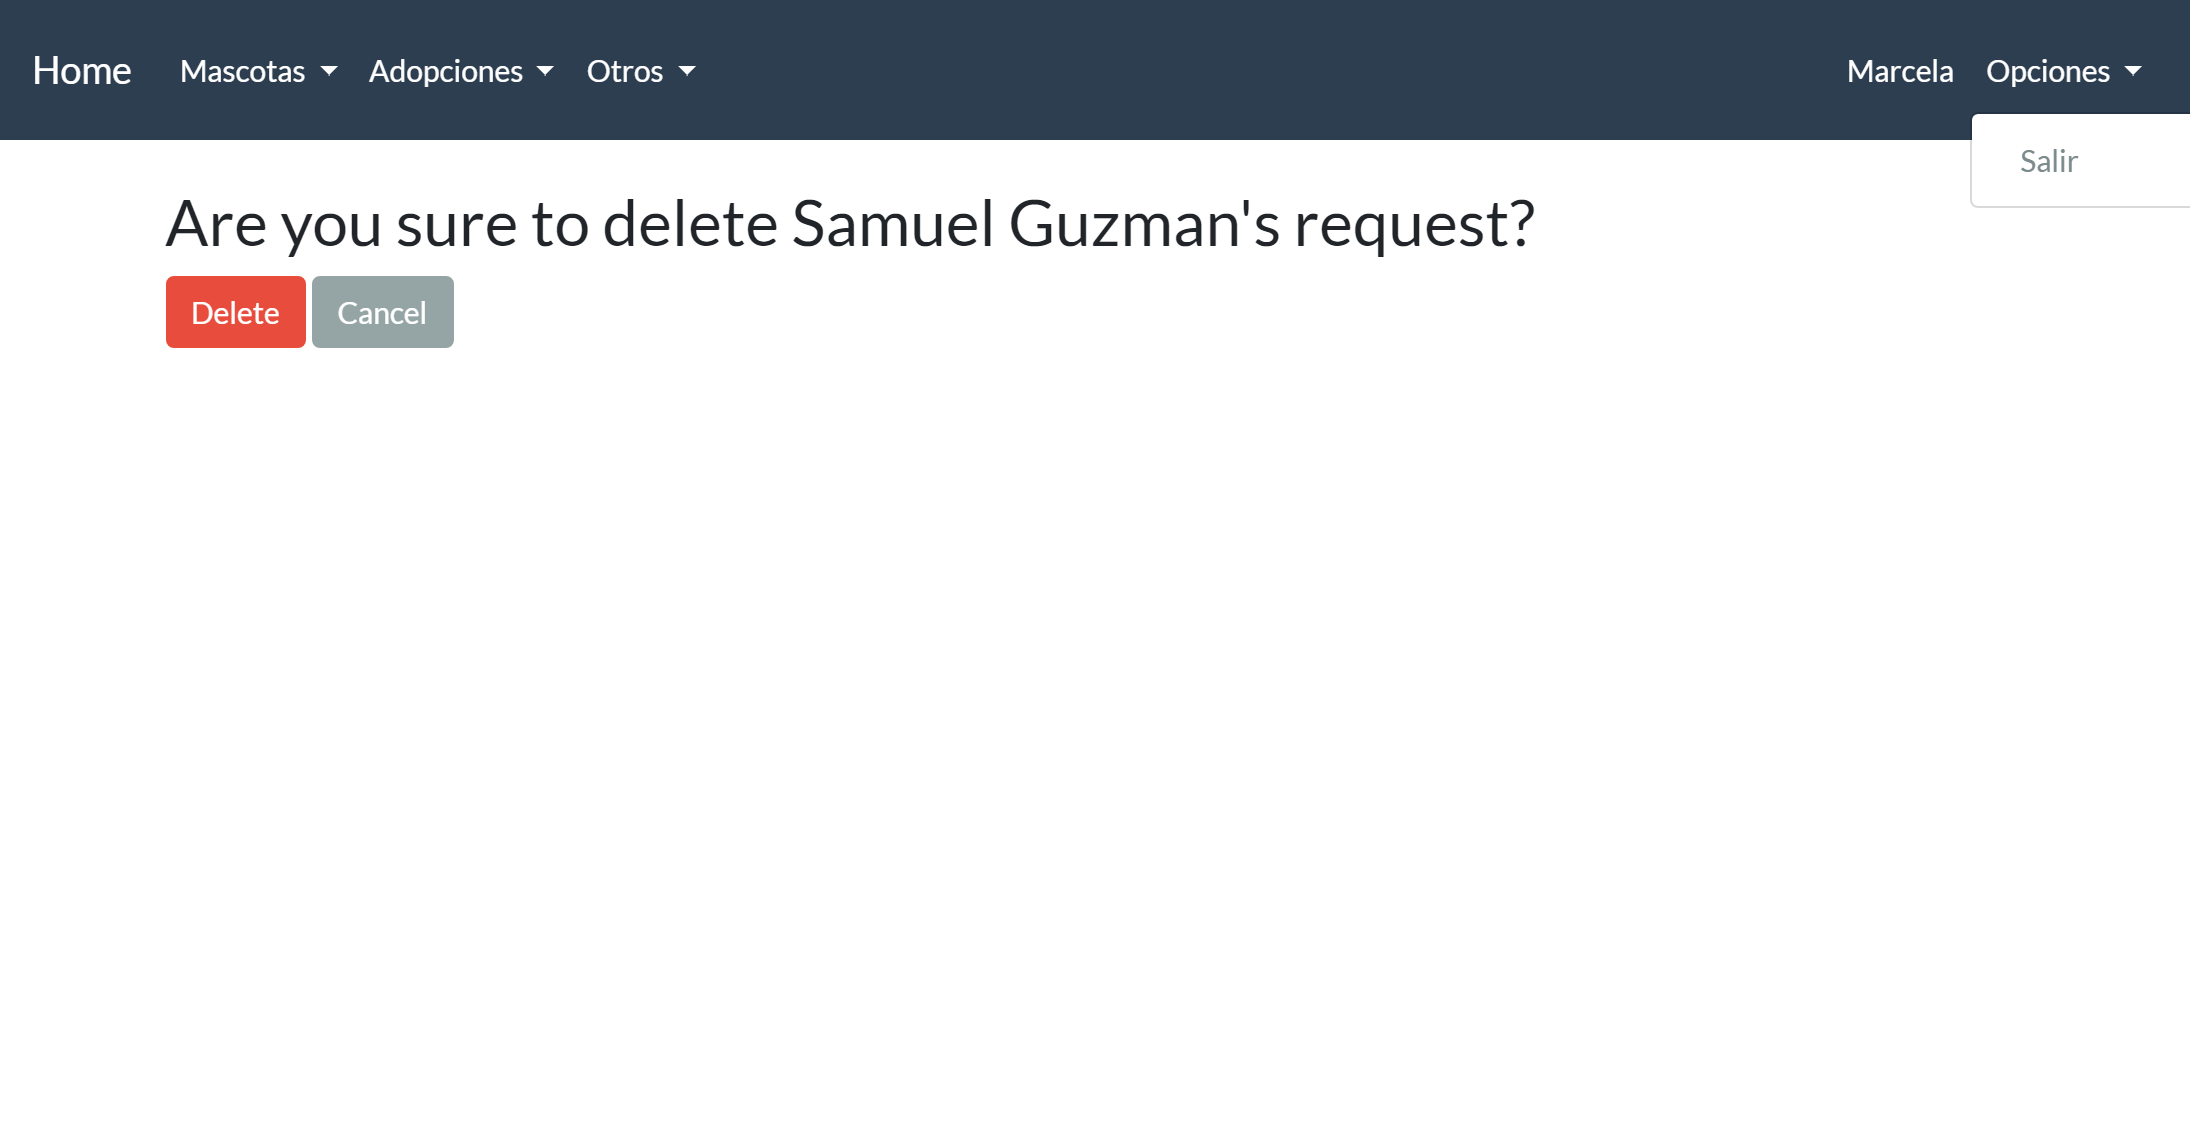 Home Mascotas Adopciones Otros Marcela Opciones
Salir
Are you sure to delete Samuel Guzman's request?
Delete Cancel